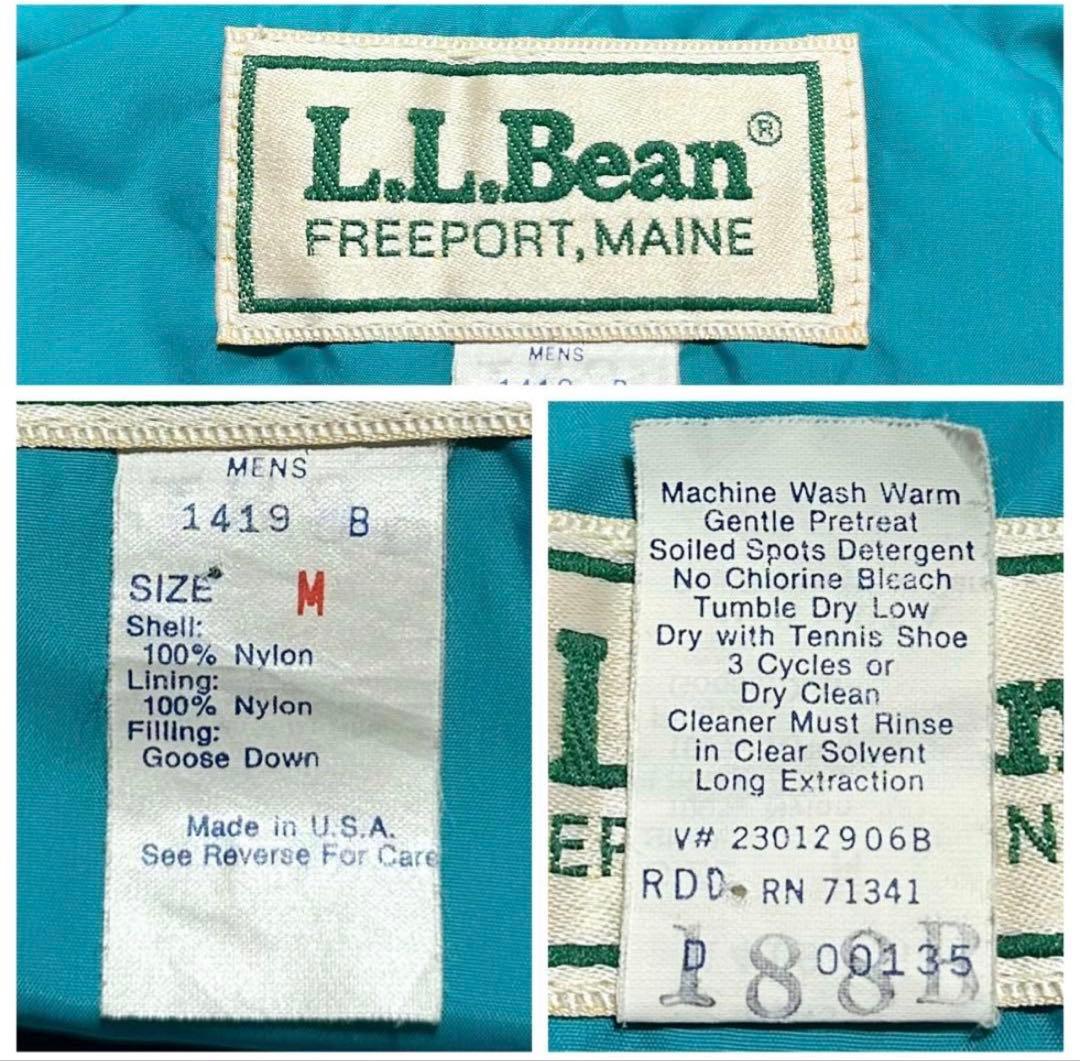 L.L.Bean®
FREEPORT, MAINE
MENS
MENS
1419 B
SIZE M
Shell:
100% Nylon
Lining:
100% Nylon
Filling:
Goose Down
Made in U.S.A.
See Reverse For Care
Machine Wash Warm
Gentle Pretreat
Soiled Spots Detergent
No Chlorine Bleach
Tumble Dry Low
Dry with Tennis Shoe
3 Cycles or
Dry Clean
Cleaner Must Rinse
in Clear Solvent
Long Extraction
V# 23012906B
RDD RN 71341
D 00135
188B